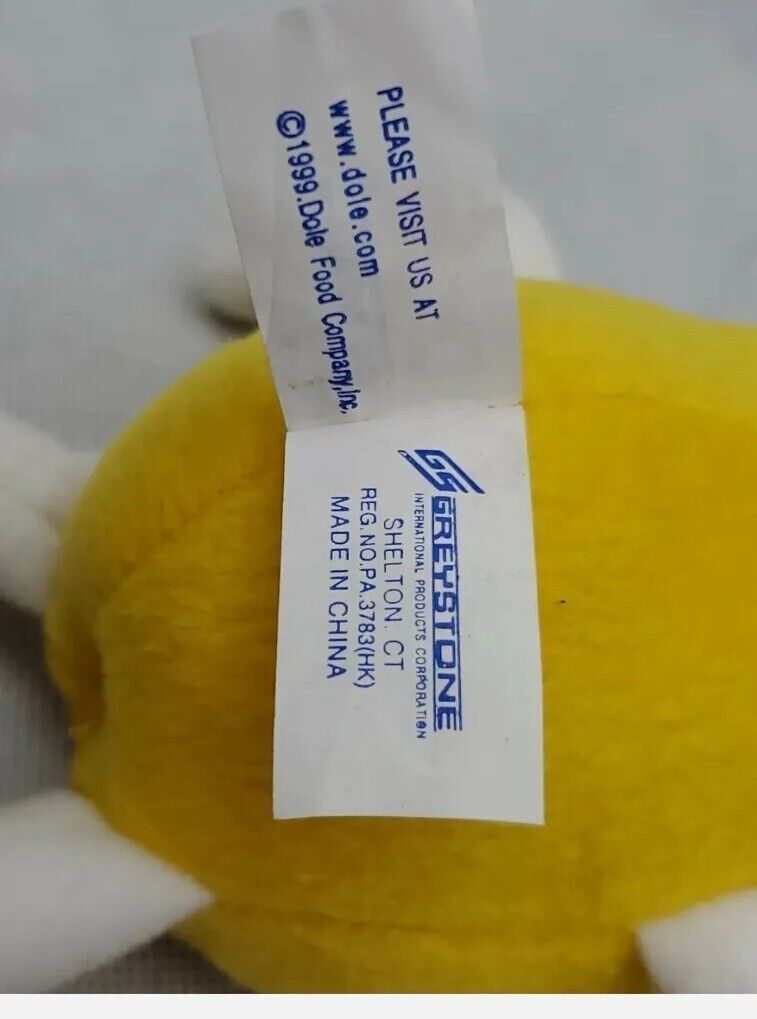 PLEASE VISIT US AT
www.dole.com
©1999.Dole Food Company,Inc.
GS GREYSTONE
INTERNATIONAL PRODUCTS CORPORATION
SHELTON. CT
REG.NO.PA.3783(HK)
MADE IN CHINA